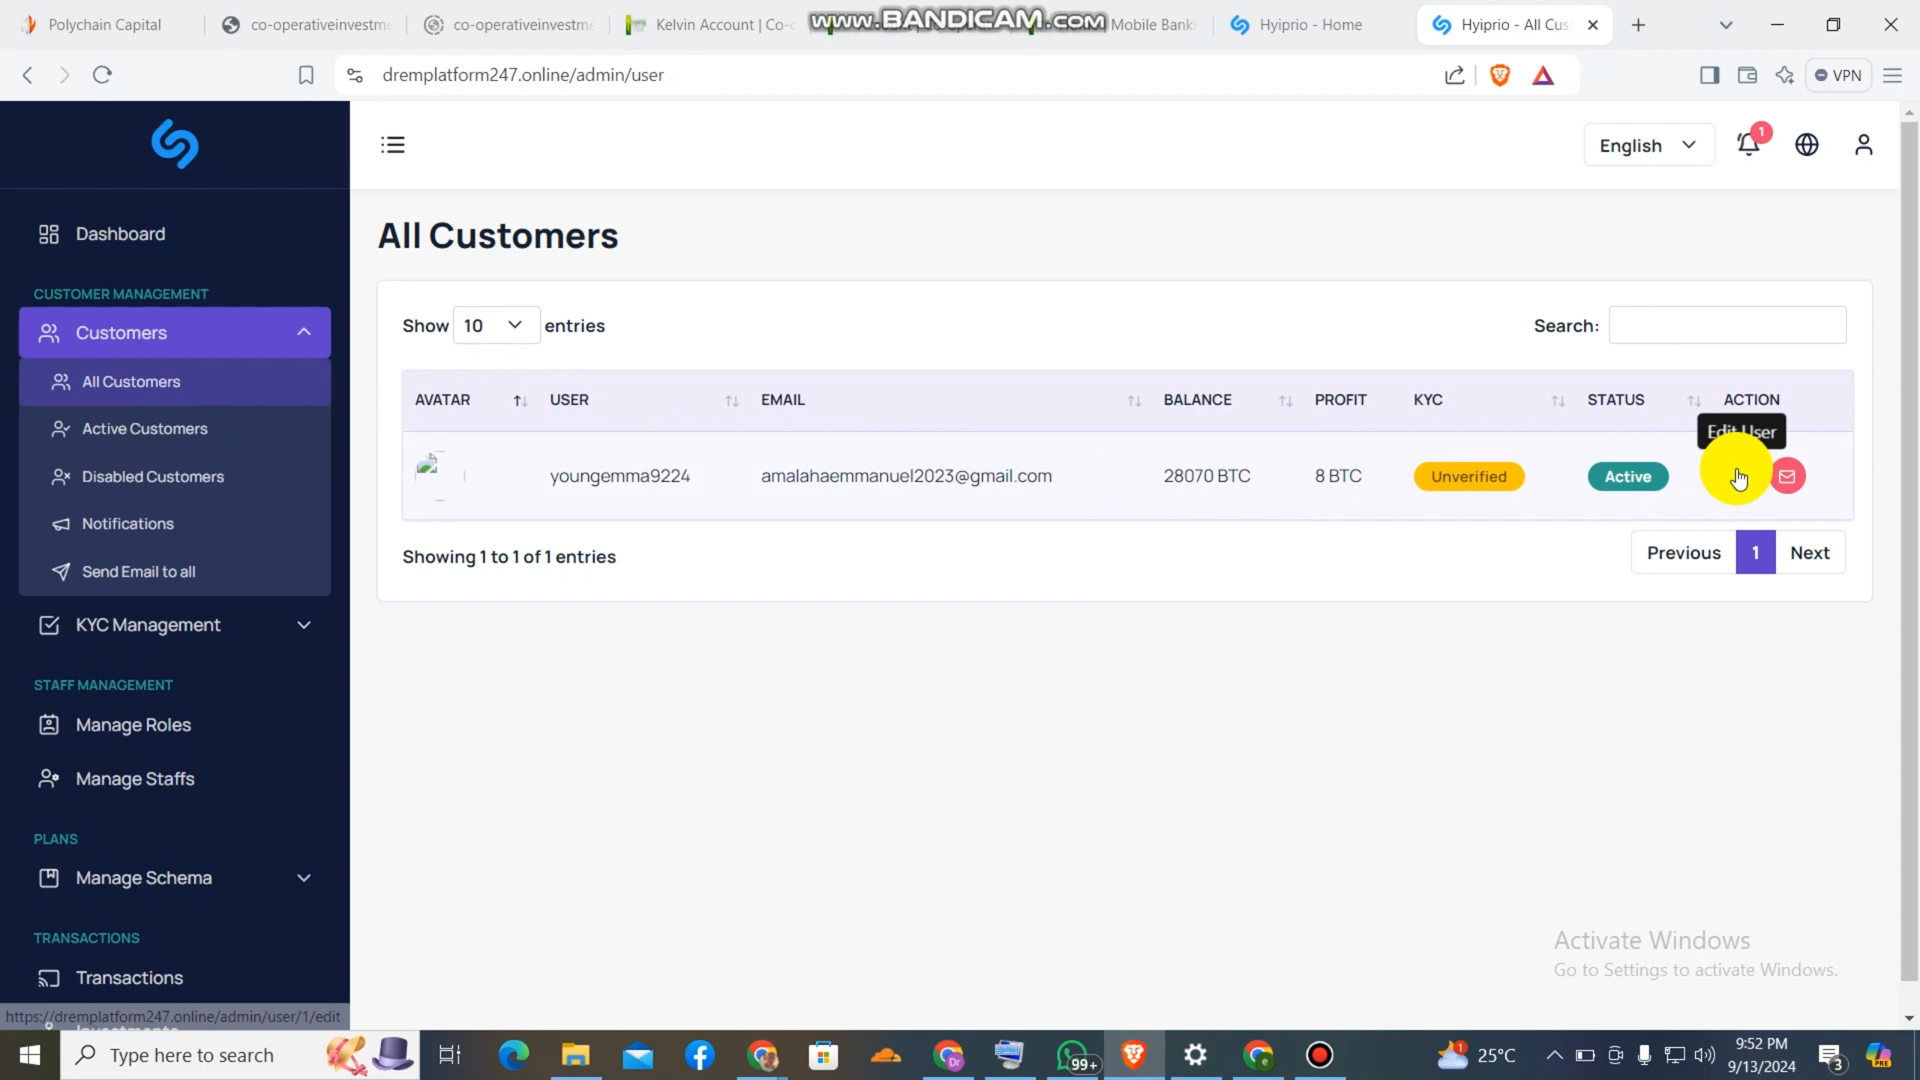 Polychain Capital
co-operativeinvestme
co-operativeinvestme
Kelvin Account | Co-
www.BANDICAM.com
Mobile Banki
Hyiprio - Home
Hyiprio - All Cus
dremplatform247.online/admin/user
VPN
English
1
Dashboard
CUSTOMER MANAGEMENT
Customers
All Customers
Active Customers
Disabled Customers
Notifications
Send Email to all
KYC Management
STAFF MANAGEMENT
Manage Roles
Manage Staffs
PLANS
Manage Schema
TRANSACTIONS
Transactions
Investments
https://dremplatform247.online/admin/user/1/edit
All Customers
Show 10 entries
Search:
AVATAR USER EMAIL BALANCE PROFIT KYC STATUS ACTION
Edit User
youngemma9224 amalahaemmanuel2023@gmail.com 28070 BTC 8 BTC Unverified Active
Showing 1 to 1 of 1 entries
Previous 1 Next
Activate Windows
Go to Settings to activate Windows.
Type here to search
99+
1
25°C
9:52 PM
9/13/2024
3
PRE